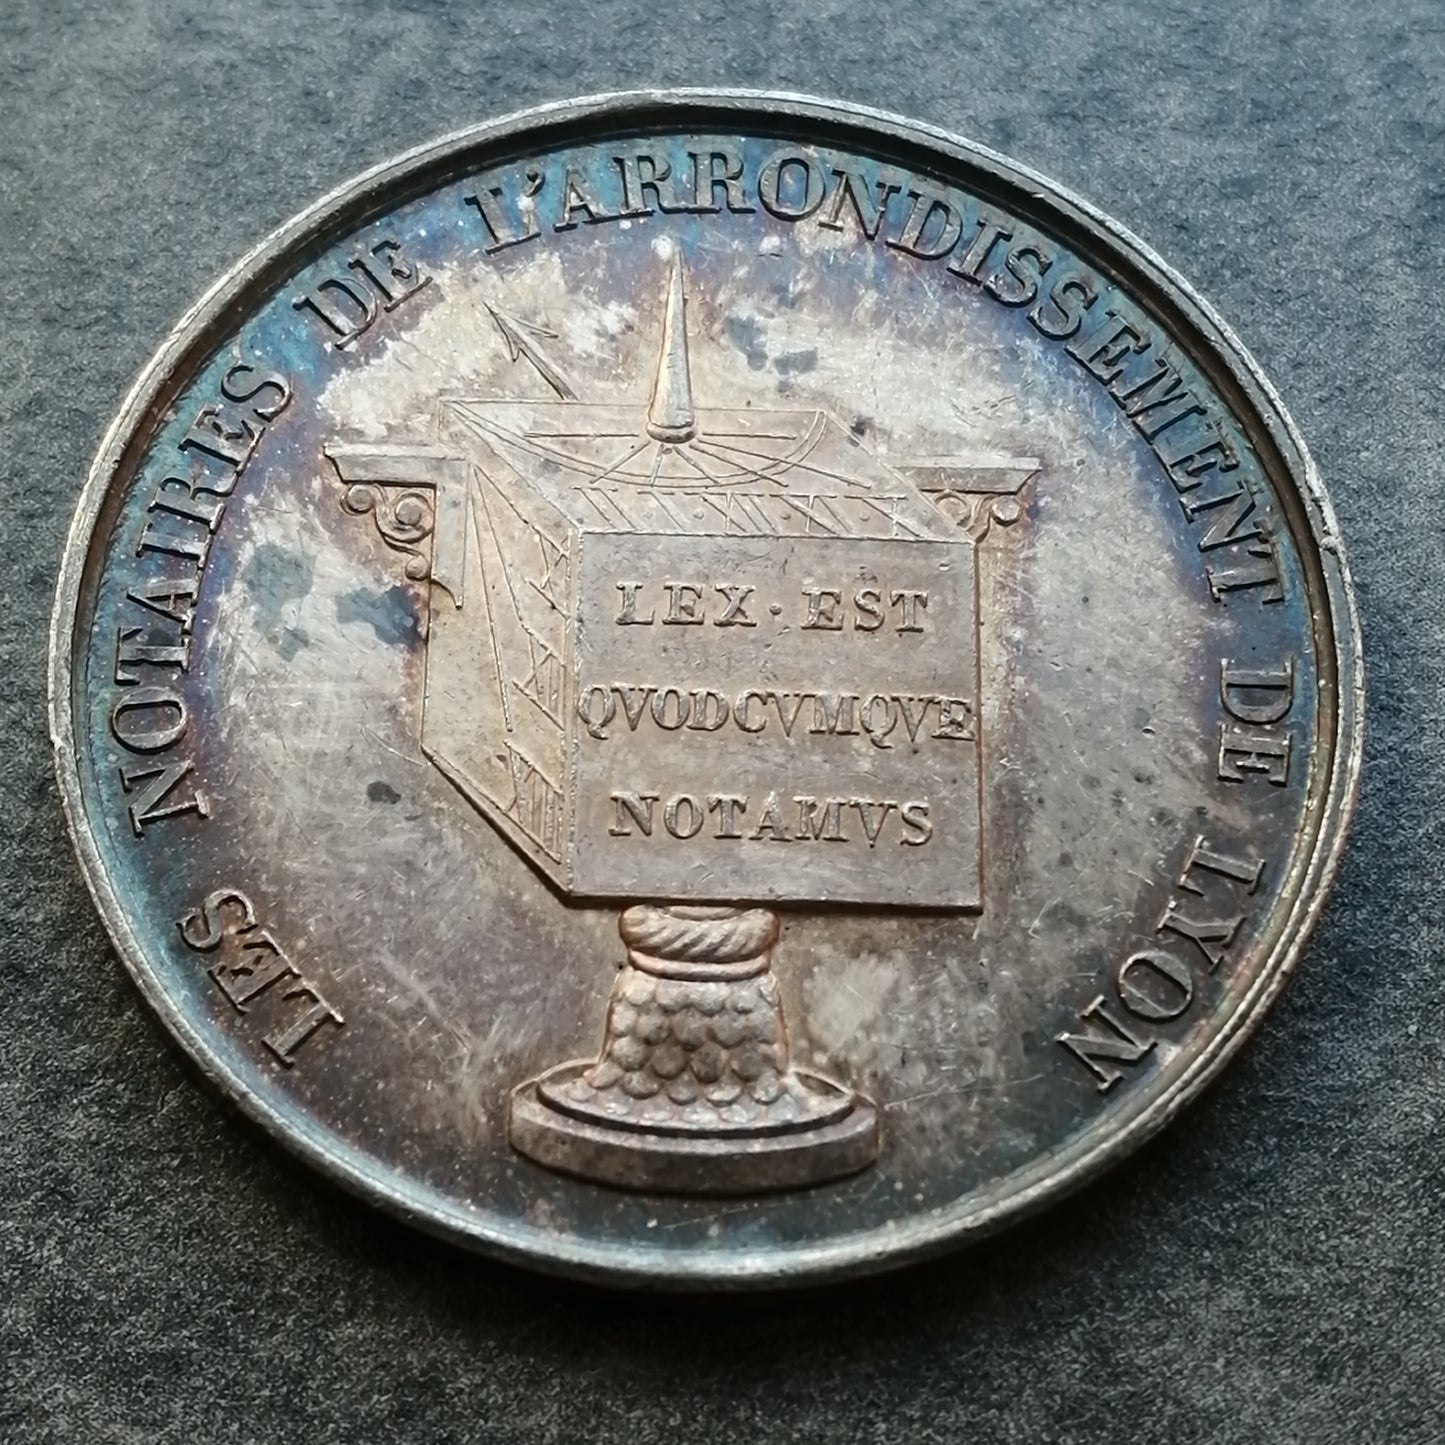 LES NOTAIRES DE L'ARRONDISSEMENT DE LYON
LEX·EST
QVODCVMQVE
NOTAMVS